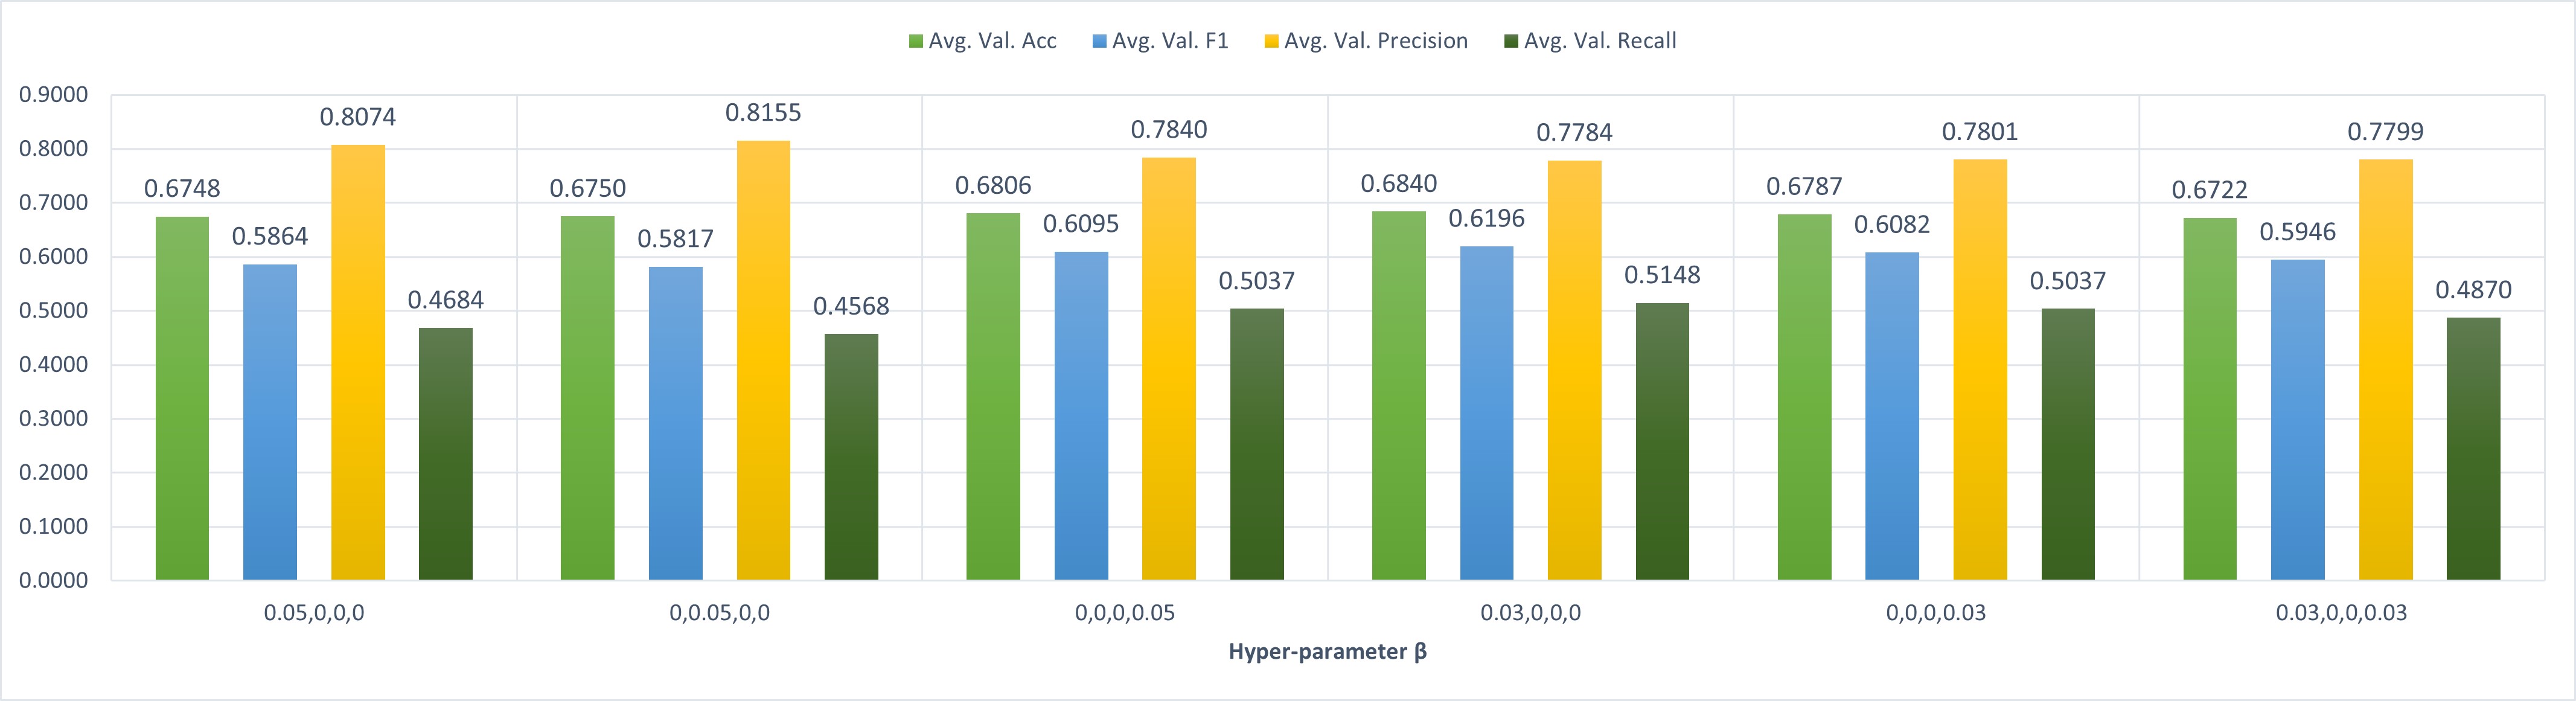 Avg. Val. Acc Avg. Val. F1 Avg. Val. Precision Avg. Val. Recall
0.9000
0.8000
0.7000
0.6000
0.5000
0.4000
0.3000
0.2000
0.1000
0.0000
0.6748 0.5864 0.8074 0.4684
0.6750 0.5817 0.8155 0.4568
0.6806 0.6095 0.7840 0.5037
0.6840 0.6196 0.7784 0.5148
0.6787 0.6082 0.7801 0.5037
0.6722 0.5946 0.7799 0.4870
0.05,0,0,0 0,0.05,0,0 0,0,0,0.05 0.03,0,0,0 0,0,0,0.03 0.03,0,0,0.03
Hyper-parameter β